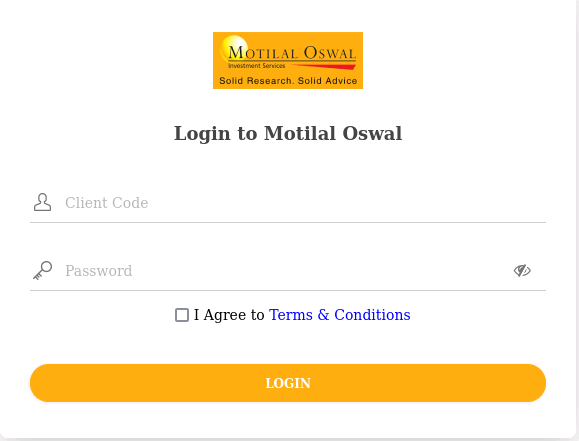 MOTILAL OSWAL
Investment Services
Solid Research. Solid Advice
Login to Motilal Oswal
Client Code
Password
I Agree to Terms & Conditions
LOGIN